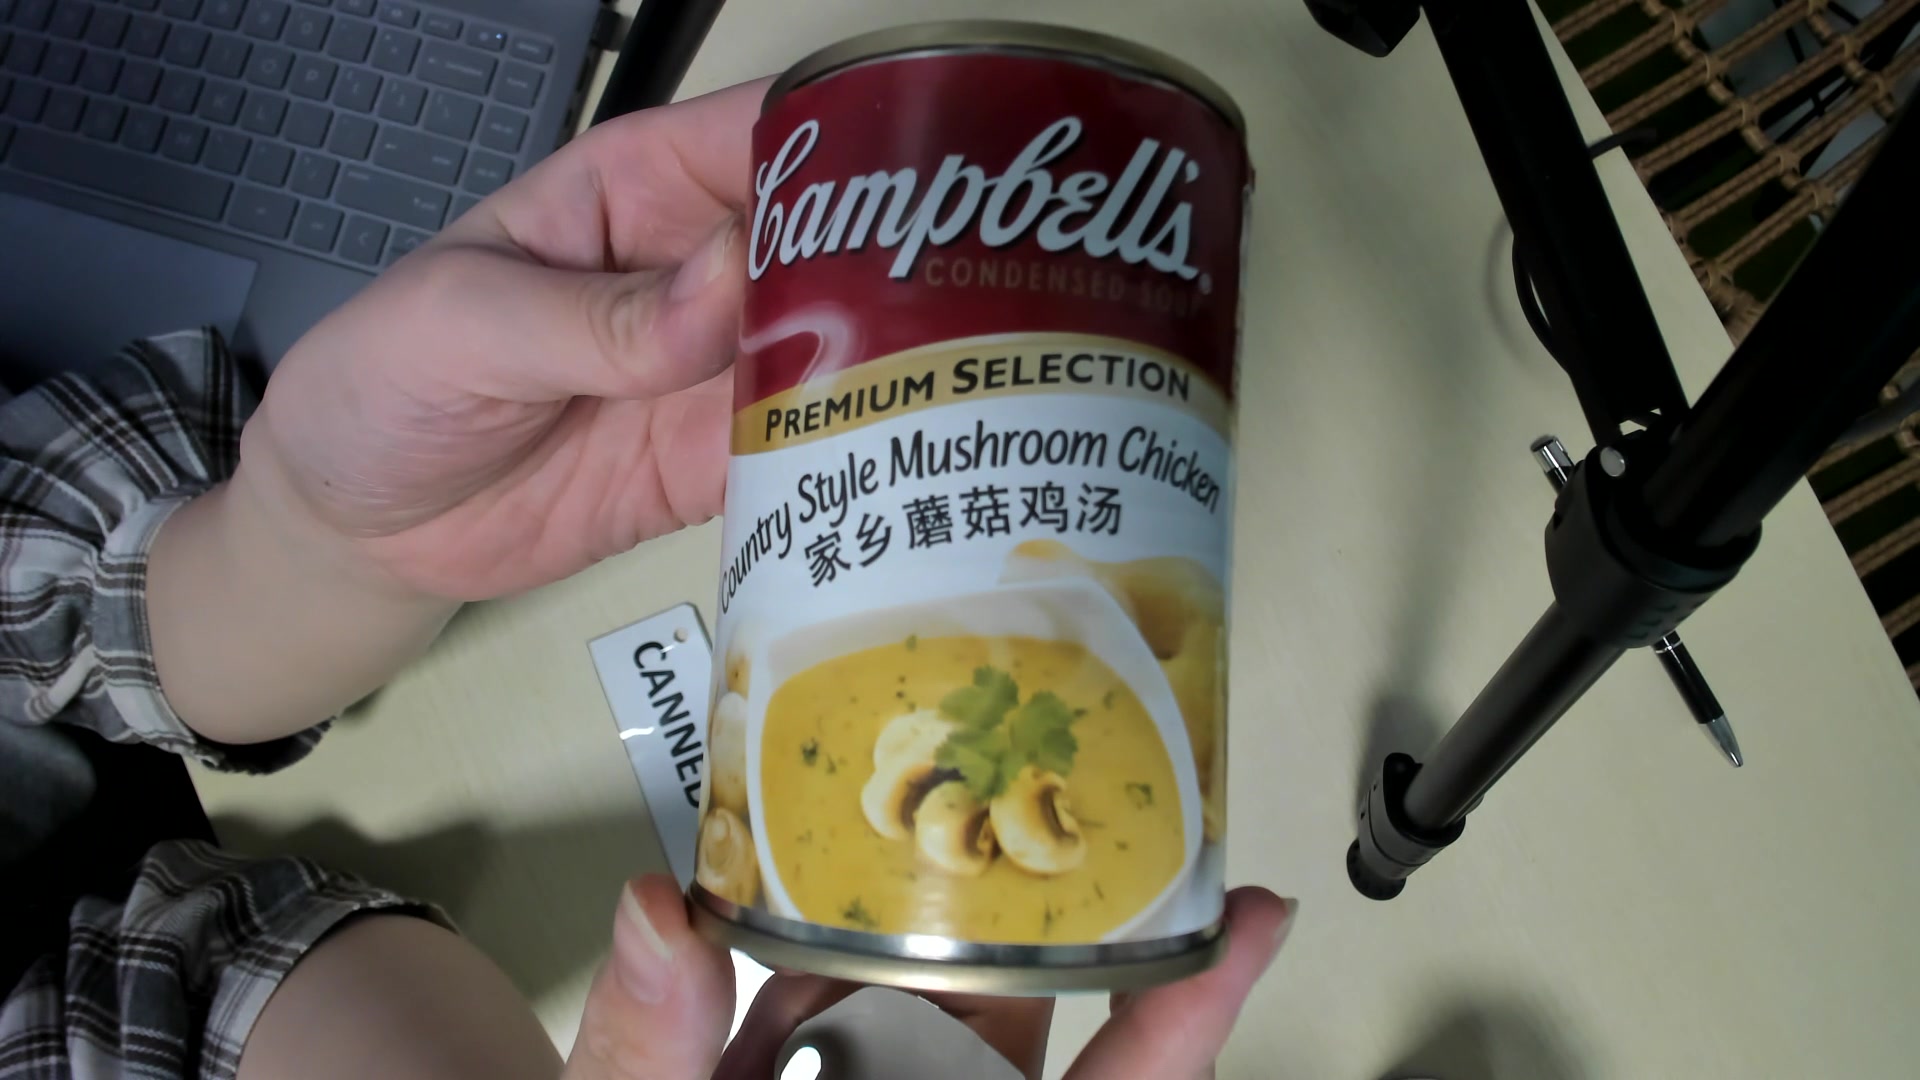 Campbell's®
CONDENSED SOUP
PREMIUM SELECTION
Country Style Mushroom Chicken
家乡蘑菇鸡汤
CANNED